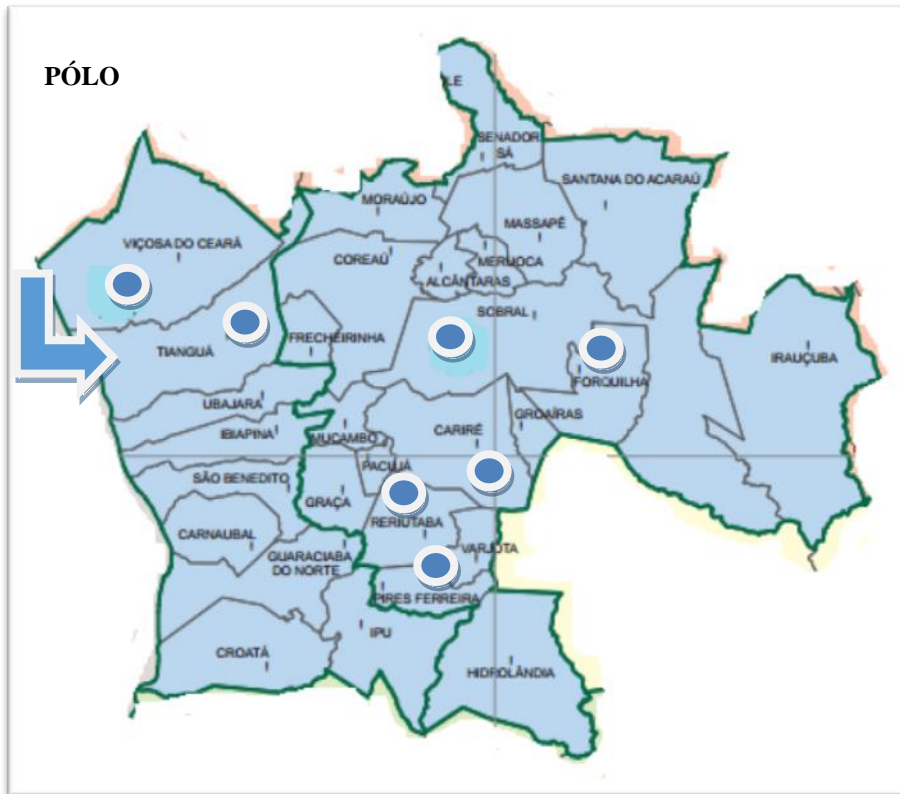 PÓLO
LE
SENADOR
SÁ
SANTANA DO ACARAÚ
MORAÚJO
MASSAPÊ
VIÇOSA DO CEARÁ
COREAÚ
MERUOCA
ALCÂNTARAS
SOBRAL
FRECHEIRINHA
TIANGUÁ
IRAUÇUBA
FORQUILHA
UBAJARA
GROAÍRAS
IBIAPINA
MUCAMBO
CARIRÉ
PACUJÁ
SÃO BENEDITO
GRAÇA
RERIUTABA
CARNAUBAL
GUARACIABA
DO NORTE
VARJOTA
PIRES FERREIRA
IPU
CROATÁ
HIDROLÂNDIA